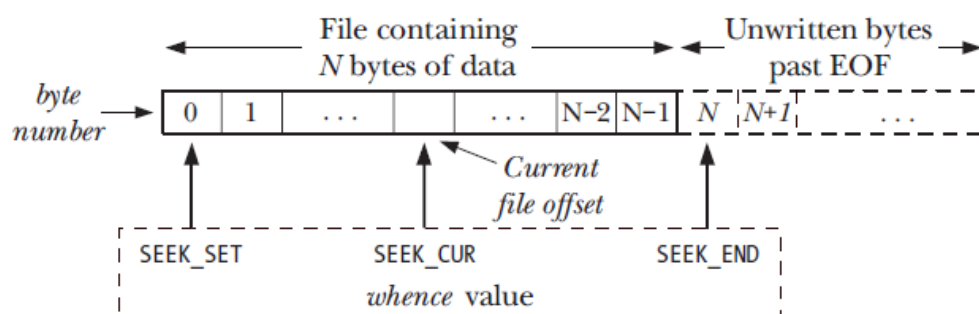 File containing
N bytes of data
Unwritten bytes
past EOF
byte
number
0 1 . . . . . . N−2 N−1 N N+1 . . .
Current
file offset
SEEK_SET SEEK_CUR SEEK_END
whence value